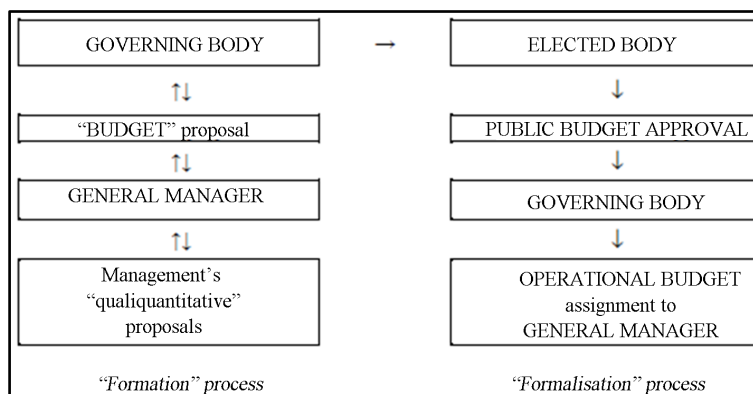 GOVERNING BODY
→
ELECTED BODY
↑↓
↓
“BUDGET” proposal
PUBLIC BUDGET APPROVAL
↑↓
↓
GENERAL MANAGER
GOVERNING BODY
↑↓
↓
Management’s
“qualiquantitative”
proposals
OPERATIONAL BUDGET
assignment to
GENERAL MANAGER
“Formation” process
“Formalisation” process